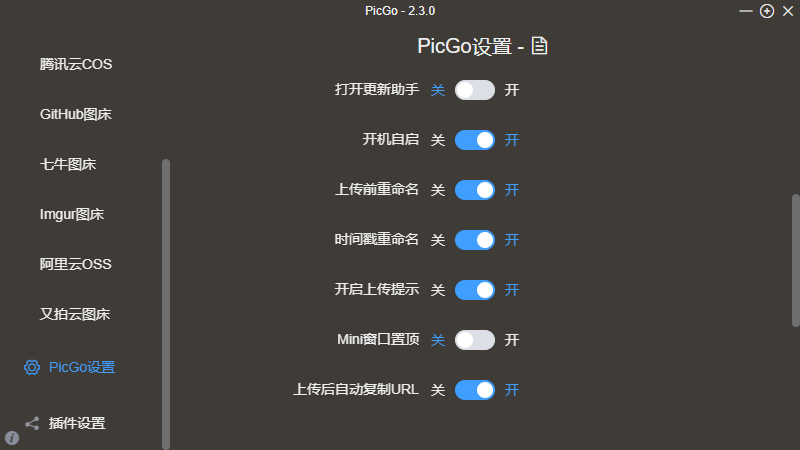 PicGo - 2.3.0
腾讯云COS
GitHub图床
七牛图床
Imgur图床
阿里云OSS
又拍云图床
PicGo设置
插件设置
PicGo设置 -
打开更新助手 关 开
开机自启 关 开
上传前重命名 关 开
时间戳重命名 关 开
开启上传提示 关 开
Mini窗口置顶 关 开
上传后自动复制URL 关 开